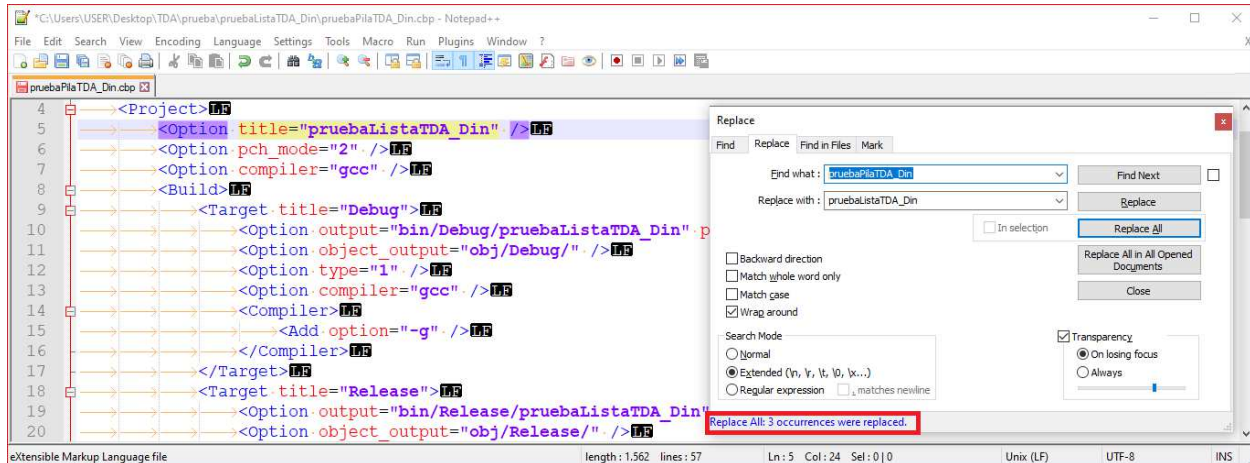 *C:\Users\USER\Desktop\TDA\prueba\pruebaListaTDA_Din\pruebaPilaTDA_Din.cbp - Notepad++
File Edit Search View Encoding Language Settings Tools Macro Run Plugins Window ?
pruebaPilaTDA_Din.cbp
4 <Project>LF
5 <Option title="pruebaListaTDA_Din" />LF
6 <Option pch_mode="2" />LF
7 <Option compiler="gcc" />LF
8 <Build>LF
9 <Target title="Debug">LF
10 <Option output="bin/Debug/pruebaListaTDA_Din" p
11 <Option object_output="obj/Debug/" />LF
12 <Option type="1" />LF
13 <Option compiler="gcc" />LF
14 <Compiler>LF
15 <Add option="-g" />LF
16 </Compiler>LF
17 </Target>LF
18 <Target title="Release">LF
19 <Option output="bin/Release/pruebaListaTDA_Din"
20 <Option object_output="obj/Release/" />LF
Replace
Find Replace Find in Files Mark
Find what : pruebaPilaTDA_Din
Find Next
Replace with : pruebaListaTDA_Din
Replace
In selection
Replace All
Replace All in All Opened Documents
Close
Backward direction
Match whole word only
Match case
Wrap around
Search Mode
Normal
Extended (\n, \r, \t, \0, \x...)
Regular expression . matches newline
Transparency
On losing focus
Always
Replace All: 3 occurrences were replaced.
eXtensible Markup Language file length : 1.562 lines : 57 Ln : 5 Col : 24 Sel : 0 | 0 Unix (LF) UTF-8 INS